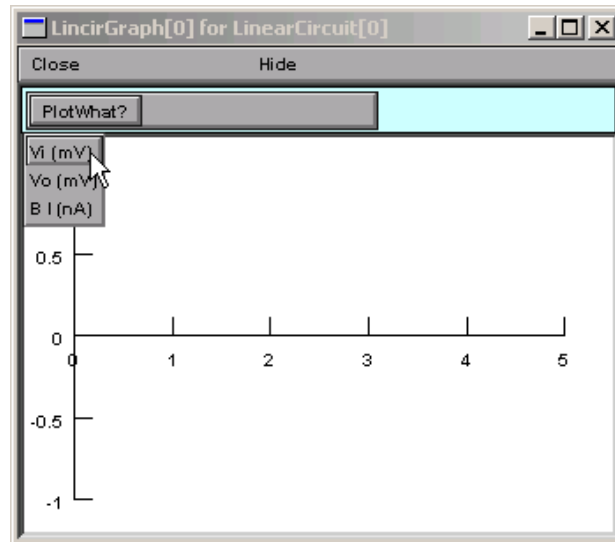 LincirGraph[0] for LinearCircuit[0]
Close Hide
PlotWhat?
Vi (mV)
Vo (mV)
B I (nA)
0.5
0
0 1 2 3 4 5
-0.5
-1